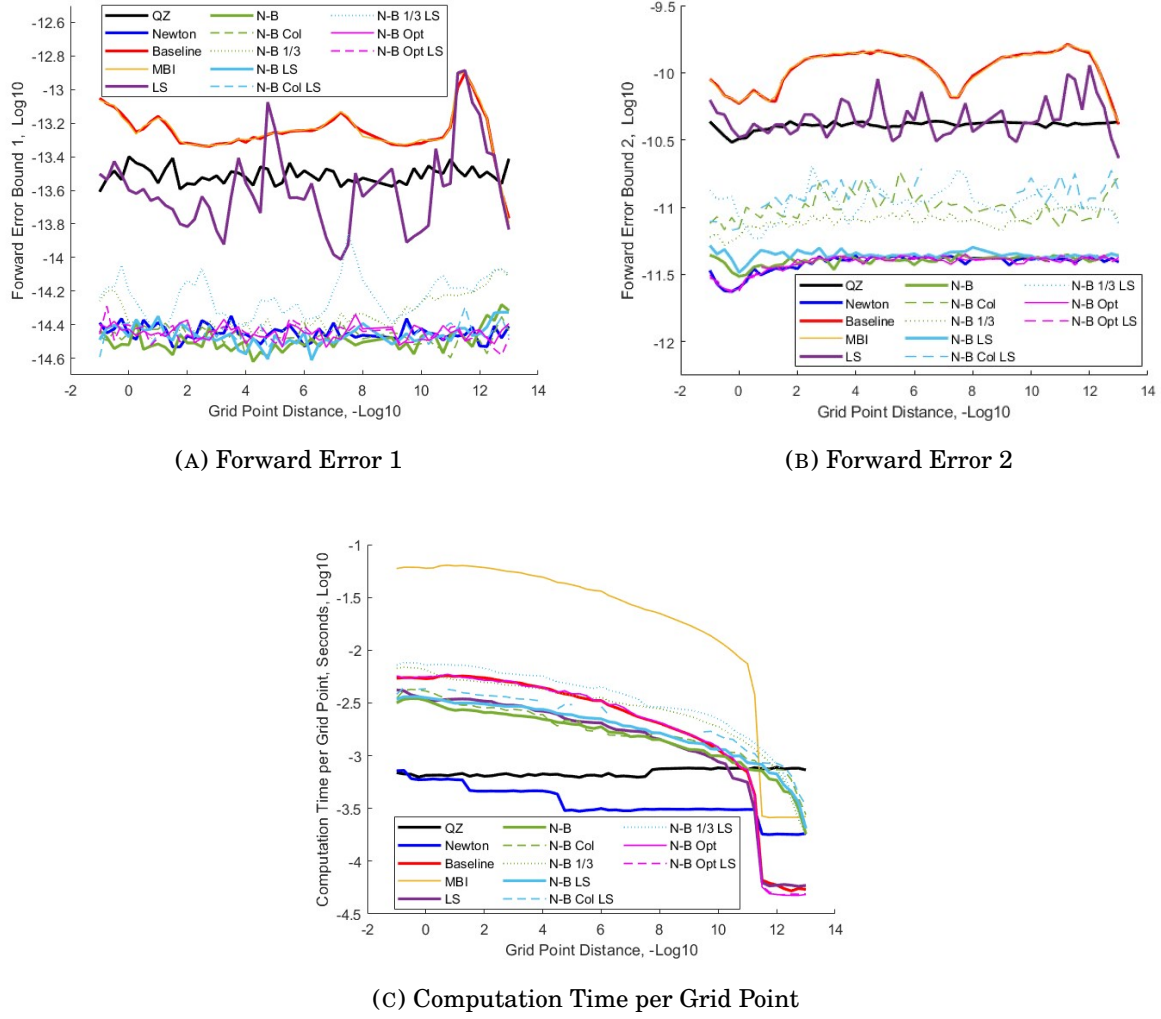 -12.6
-12.8
-13
-13.2
-13.4
-13.6
-13.8
-14
-14.2
-14.4
-14.6
Forward Error Bound 1, Log10
QZ
Newton
Baseline
MBI
LS
N-B
N-B Col
N-B 1/3
N-B LS
N-B Col LS
N-B 1/3 LS
N-B Opt
N-B Opt LS
-2 0 2 4 6 8 10 12 14
Grid Point Distance, -Log10
(A) Forward Error 1
-9.5
-10
-10.5
-11
-11.5
-12
Forward Error Bound 2, Log10
QZ
Newton
Baseline
MBI
LS
N-B
N-B Col
N-B 1/3
N-B LS
N-B Col LS
N-B 1/3 LS
N-B Opt
N-B Opt LS
-2 0 2 4 6 8 10 12 14
Grid Point Distance, -Log10
(B) Forward Error 2
-1
-1.5
-2
-2.5
-3
-3.5
-4
-4.5
Computation Time per Grid Point, Seconds, Log10
QZ
Newton
Baseline
MBI
LS
N-B
N-B Col
N-B 1/3
N-B LS
N-B Col LS
N-B 1/3 LS
N-B Opt
N-B Opt LS
-2 0 2 4 6 8 10 12 14
Grid Point Distance, -Log10
(C) Computation Time per Grid Point